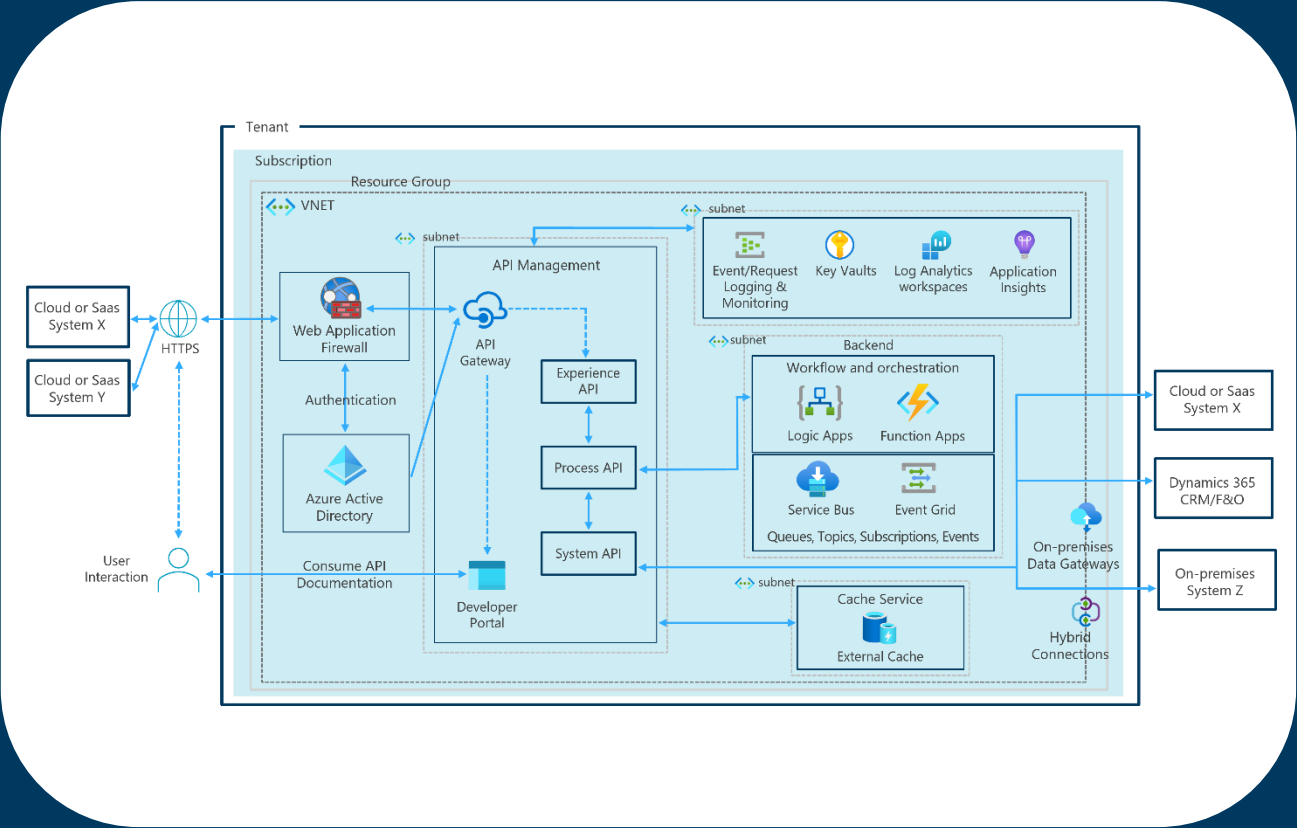 Tenant
Subscription
Resource Group
VNET
subnet
subnet
API Management
Event/Request
Logging &
Monitoring
Key Vaults
Log Analytics
workspaces
Application
Insights
Cloud or Saas
System X
HTTPS
Cloud or Saas
System Y
Web Application
Firewall
API
Gateway
Authentication
Azure Active
Directory
Experience
API
Process API
System API
subnet
Backend
Workflow and orchestration
Logic Apps
Function Apps
Service Bus
Event Grid
Queues, Topics, Subscriptions, Events
Cloud or Saas
System X
Dynamics 365
CRM/F&O
On-premises
Data Gateways
On-premises
System Z
User
Interaction
Consume API
Documentation
Developer
Portal
subnet
Cache Service
External Cache
Hybrid
Connections